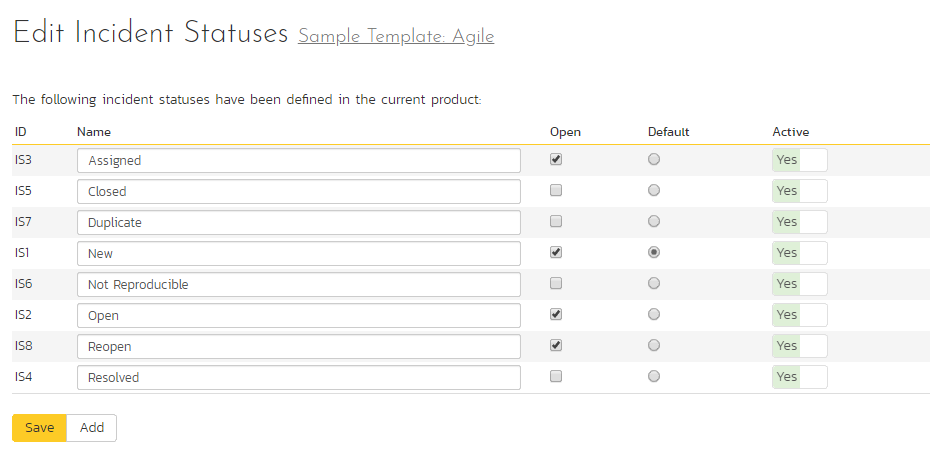 Edit Incident Statuses Sample Template: Agile
The following incident statuses have been defined in the current product:
ID Name Open Default Active
IS3 Assigned Yes
IS5 Closed Yes
IS7 Duplicate Yes
IS1 New Yes
IS6 Not Reproducible Yes
IS2 Open Yes
IS8 Reopen Yes
IS4 Resolved Yes
Save Add